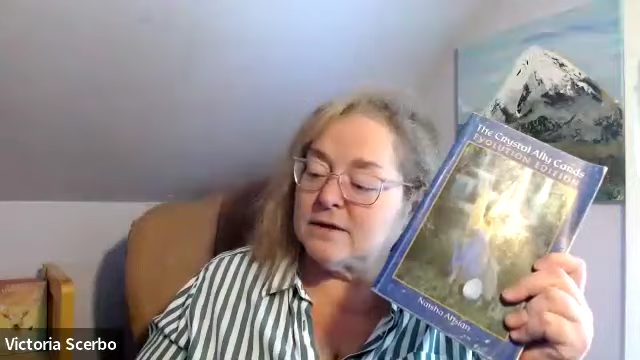 The Crystal Ally Cards
EVOLUTION EDITION
Naisha Ahsian
Victoria Scerbo